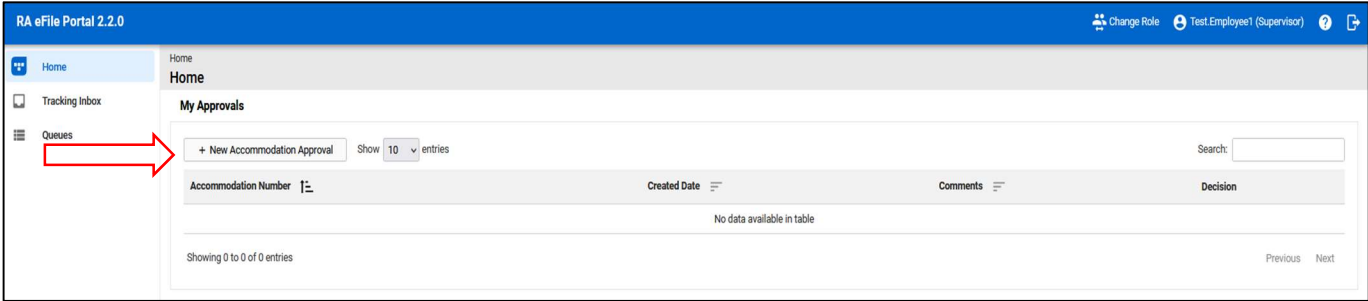 RA eFile Portal 2.2.0 Change Role Test.Employee1 (Supervisor) ?
Home
Tracking Inbox
Queues
Home
Home
My Approvals
+ New Accommodation Approval Show 10 entries Search:
Accommodation Number Created Date Comments Decision
No data available in table
Showing 0 to 0 of 0 entries Previous Next